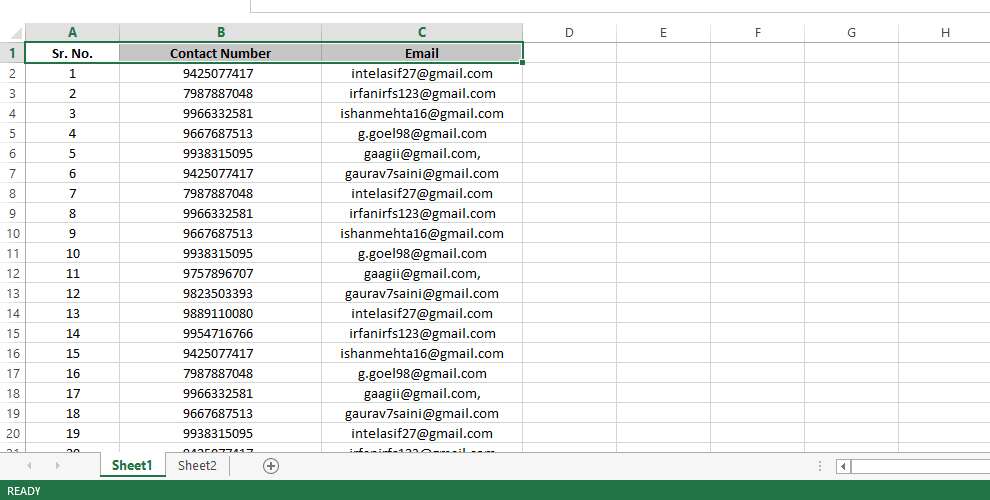 A B C D E F G H
1 Sr. No. Contact Number Email
2 1 9425077417 intelasif27@gmail.com
3 2 7987887048 irfanirfs123@gmail.com
4 3 9966332581 ishanmehta16@gmail.com
5 4 9667687513 g.goel98@gmail.com
6 5 9938315095 gaagii@gmail.com,
7 6 9425077417 gaurav7saini@gmail.com
8 7 7987887048 intelasif27@gmail.com
9 8 9966332581 irfanirfs123@gmail.com
10 9 9667687513 ishanmehta16@gmail.com
11 10 9938315095 g.goel98@gmail.com
12 11 9757896707 gaagii@gmail.com,
13 12 9823503393 gaurav7saini@gmail.com
14 13 9889110080 intelasif27@gmail.com
15 14 9954716766 irfanirfs123@gmail.com
16 15 9425077417 ishanmehta16@gmail.com
17 16 7987887048 g.goel98@gmail.com
18 17 9966332581 gaagii@gmail.com,
19 18 9667687513 gaurav7saini@gmail.com
20 19 9938315095 intelasif27@gmail.com
Sheet1 Sheet2
READY